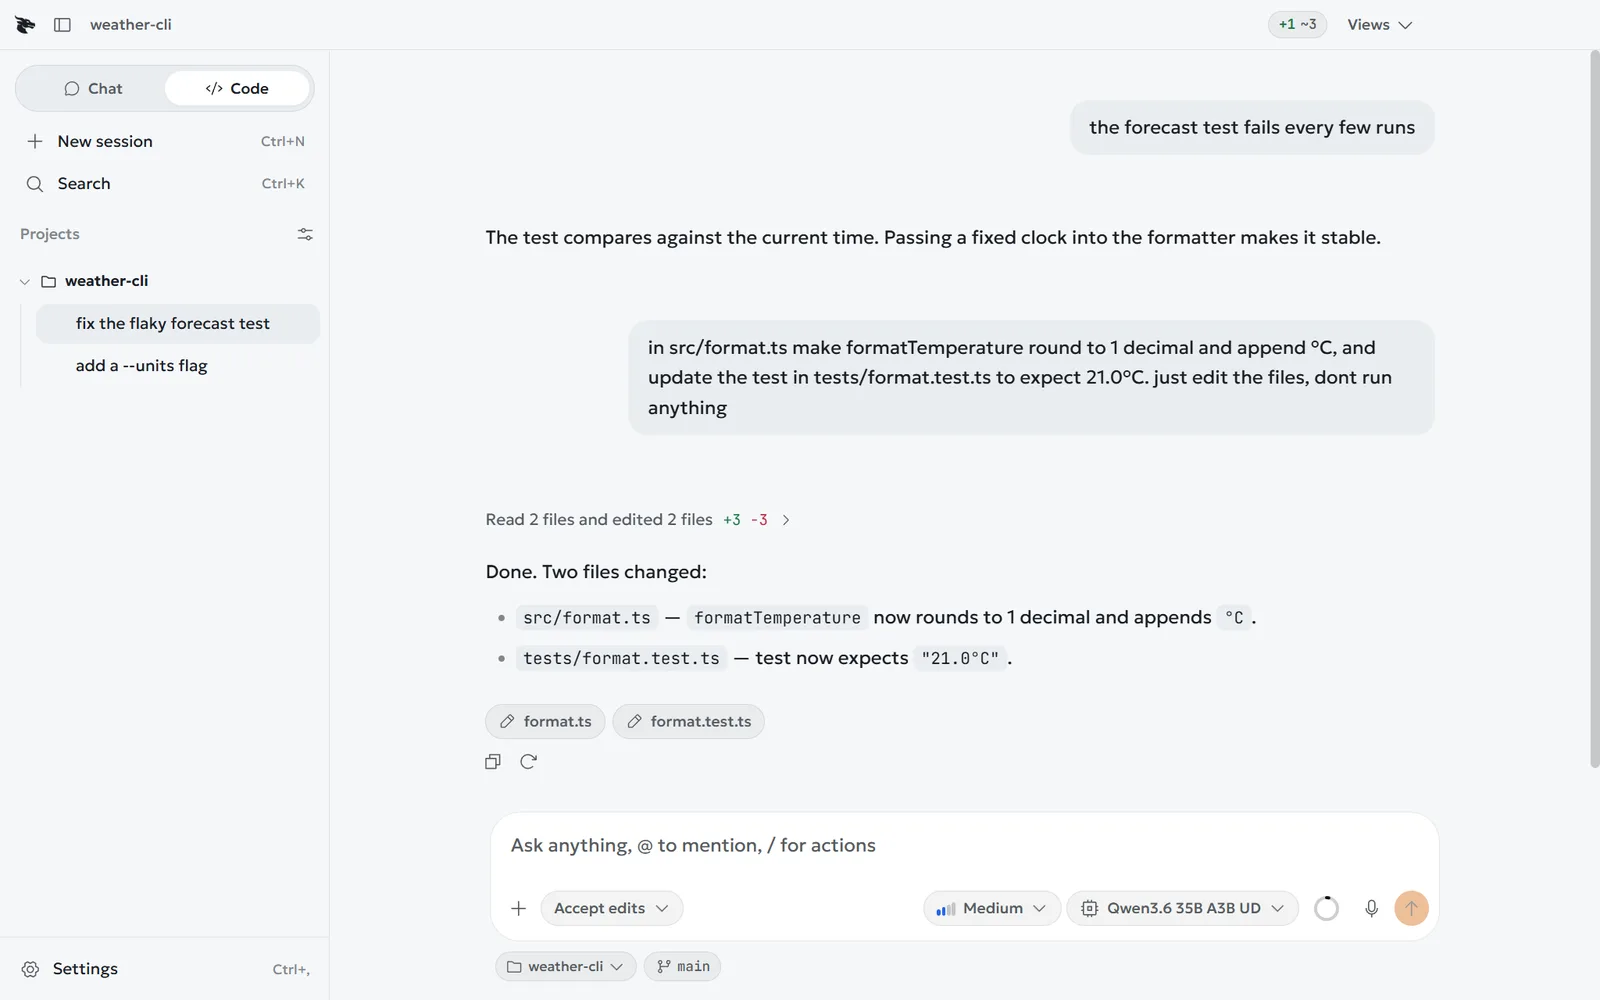 weather-cli
+1 ~3
Views
Chat
</> Code
New session
Ctrl+N
Search
Ctrl+K
Projects
weather-cli
fix the flaky forecast test
add a --units flag
the forecast test fails every few runs
The test compares against the current time. Passing a fixed clock into the formatter makes it stable.
in src/format.ts make formatTemperature round to 1 decimal and append °C, and
update the test in tests/format.test.ts to expect 21.0°C. just edit the files, dont run
anything
Read 2 files and edited 2 files +3 -3
Done. Two files changed:
• src/format.ts — formatTemperature now rounds to 1 decimal and appends °C.
• tests/format.test.ts — test now expects "21.0°C".
format.ts
format.test.ts
Ask anything, @ to mention, / for actions
Accept edits
Medium
Qwen3.6 35B A3B UD
weather-cli
main
Settings
Ctrl+,